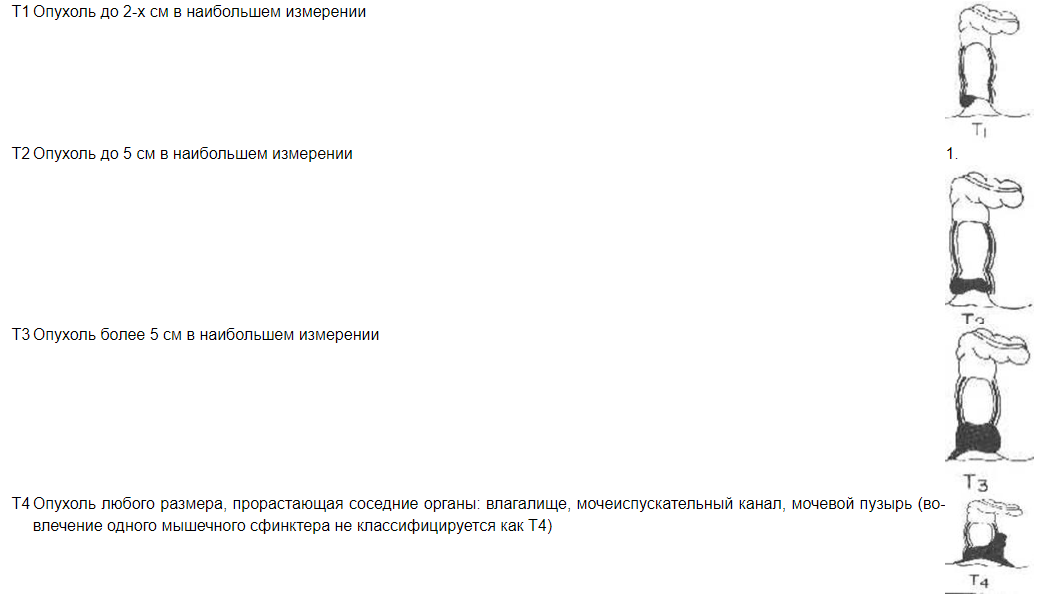 T1 Опухоль до 2-х см в наибольшем измерении
T1
T2 Опухоль до 5 см в наибольшем измерении
1.
T2
T3 Опухоль более 5 см в наибольшем измерении
T3
T4 Опухоль любого размера, прорастающая соседние органы: влагалище, мочеиспускательный канал, мочевой пузырь (во-
влечение одного мышечного сфинктера не классифицируется как T4)
T4